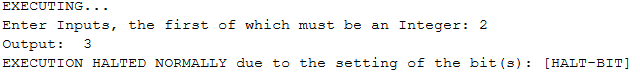 EXECUTING...
Enter Inputs, the first of which must be an Integer: 2
Output:  3
EXECUTION HALTED NORMALLY due to the setting of the bit(s): [HALT-BIT]